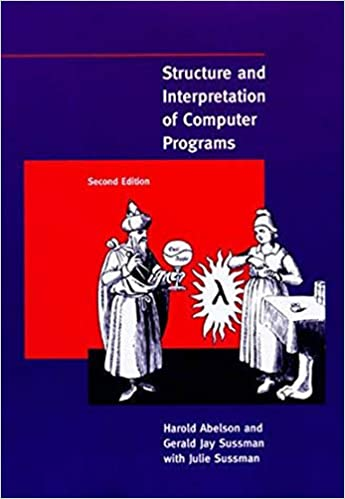 Structure and
Interpretation
of Computer
Programs
Second Edition
λ
Harold Abelson and
Gerald Jay Sussman
with Julie Sussman